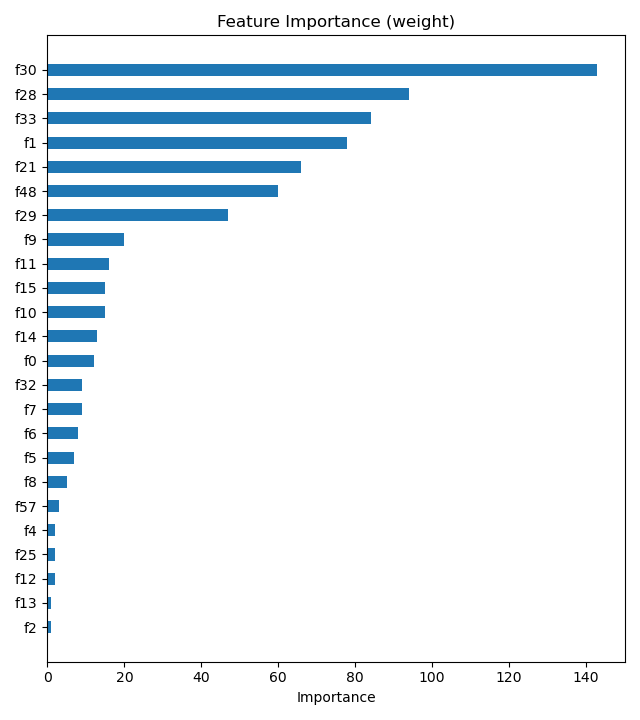 Feature Importance (weight)
f30
f28
f33
f1
f21
f48
f29
f9
f11
f15
f10
f14
f0
f32
f7
f6
f5
f8
f57
f4
f25
f12
f13
f2
0 20 40 60 80 100 120 140
Importance